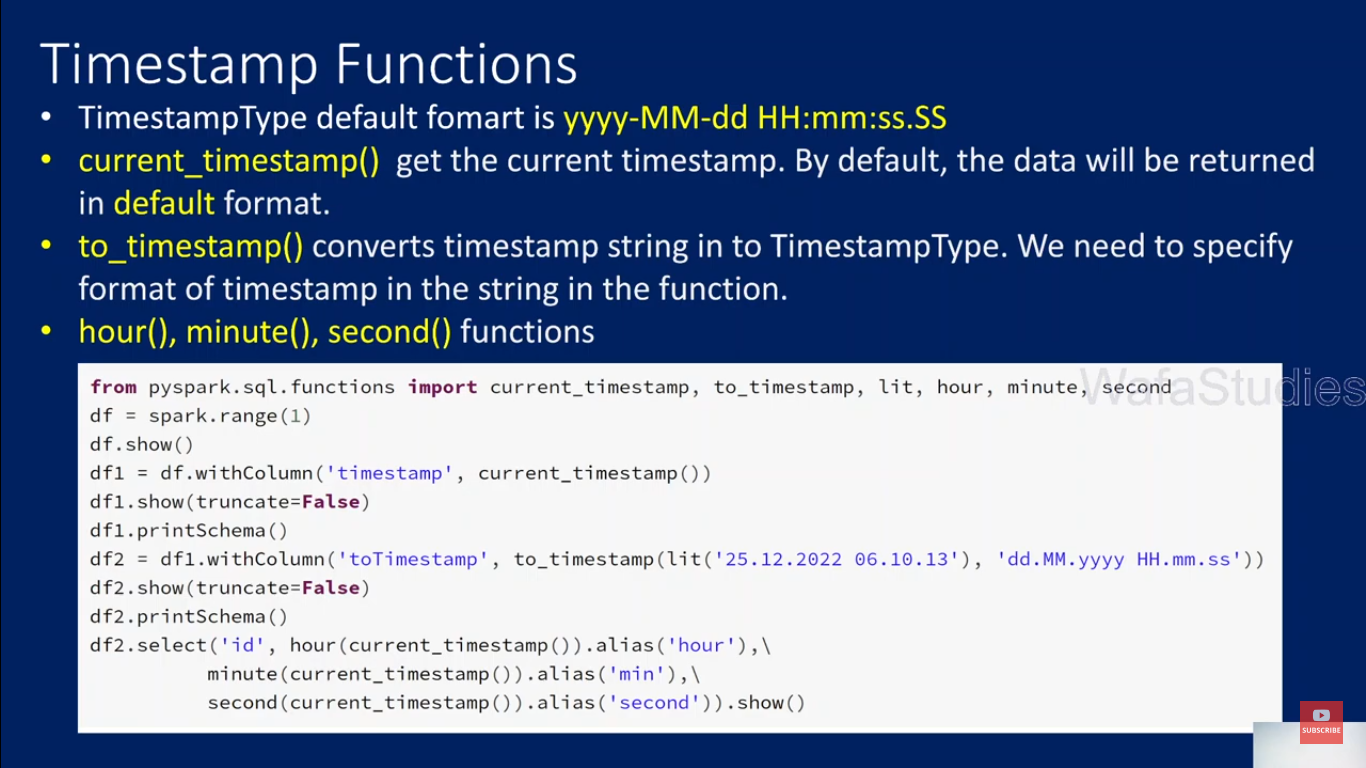 Timestamp Functions
• TimestampType default fomart is yyyy-MM-dd HH:mm:ss.SS
• current_timestamp() get the current timestamp. By default, the data will be returned
in default format.
• to_timestamp() converts timestamp string in to TimestampType. We need to specify
format of timestamp in the string in the function.
• hour(), minute(), second() functions
from pyspark.sql.functions import current_timestamp, to_timestamp, lit, hour, minute, second
WafaStudies
df = spark.range(1)
df.show()
df1 = df.withColumn('timestamp', current_timestamp())
df1.show(truncate=False)
df1.printSchema()
df2 = df1.withColumn('toTimestamp', to_timestamp(lit('25.12.2022 06.10.13'), 'dd.MM.yyyy HH.mm.ss'))
df2.show(truncate=False)
df2.printSchema()
df2.select('id', hour(current_timestamp()).alias('hour'),\
minute(current_timestamp()).alias('min'),\
second(current_timestamp()).alias('second')).show()
SUBSCRIBE